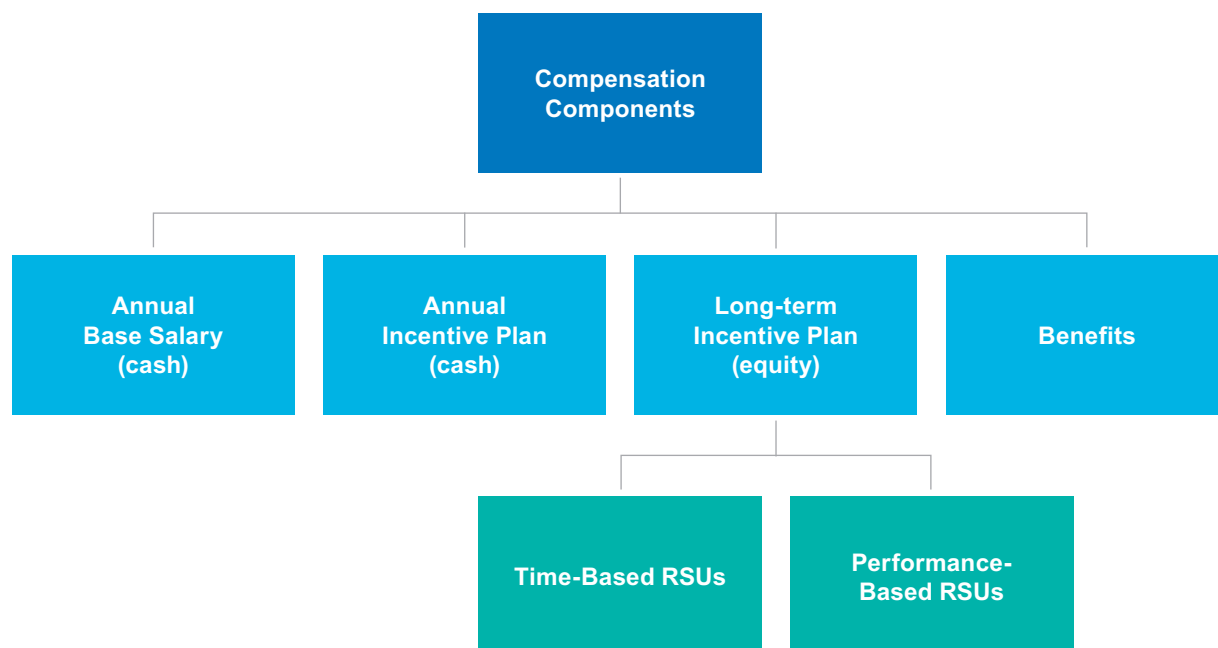 Compensation
Components
Annual
Base Salary
(cash)
Annual
Incentive Plan
(cash)
Long-term
Incentive Plan
(equity)
Benefits
Time-Based RSUs
Performance-
Based RSUs